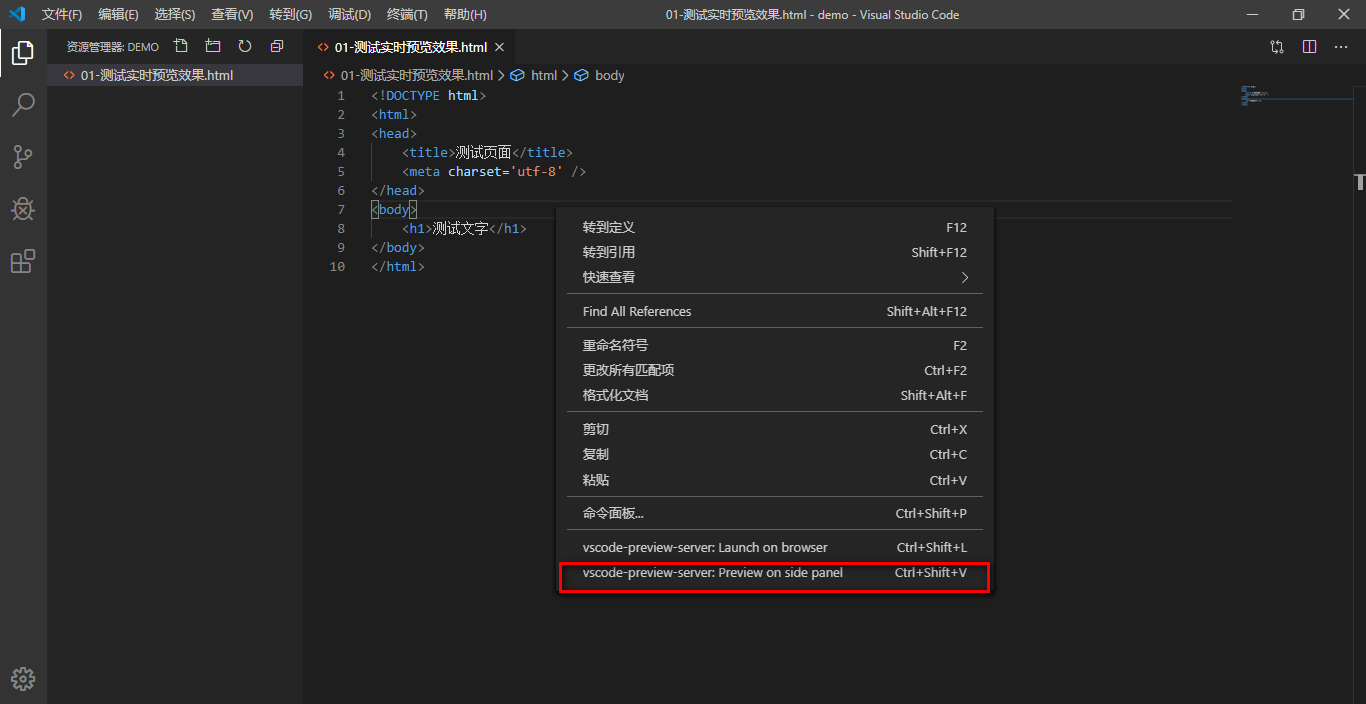 文件(F) 编辑(E) 选择(S) 查看(V) 转到(G) 调试(D) 终端(T) 帮助(H) 01-测试实时预览效果.html - demo - Visual Studio Code
资源管理器: DEMO
01-测试实时预览效果.html
01-测试实时预览效果.html
01-测试实时预览效果.html > html > body
1 <!DOCTYPE html>
2 <html>
3 <head>
4 <title>测试页面</title>
5 <meta charset='utf-8' />
6 </head>
7 <body>
8 <h1>测试文字</h1>
9 </body>
10 </html>
转到定义 F12
转到引用 Shift+F12
快速查看
Find All References Shift+Alt+F12
重命名符号 F2
更改所有匹配项 Ctrl+F2
格式化文档 Shift+Alt+F
剪切 Ctrl+X
复制 Ctrl+C
粘贴 Ctrl+V
命令面板... Ctrl+Shift+P
vscode-preview-server: Launch on browser Ctrl+Shift+L
vscode-preview-server: Preview on side panel Ctrl+Shift+V